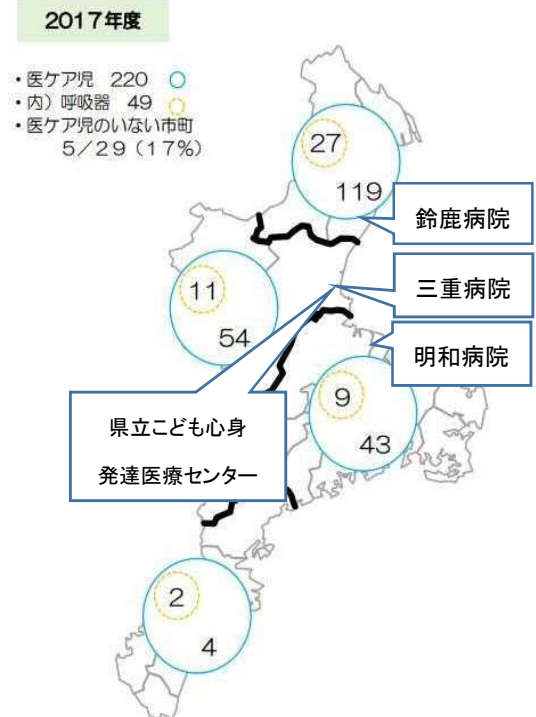 2017年度
・医ケア児 220
・内）呼吸器 49
・医ケア児のいない市町
5/29（17%）
27
119
鈴鹿病院
三重病院
11
54
明和病院
9
43
県立こども心身
発達医療センター
2
4